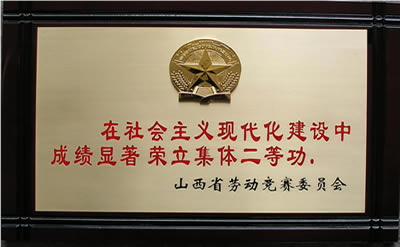 在社会主义现代化建设中
成绩显著 荣立集体二等功.
山西省劳动竞赛委员会